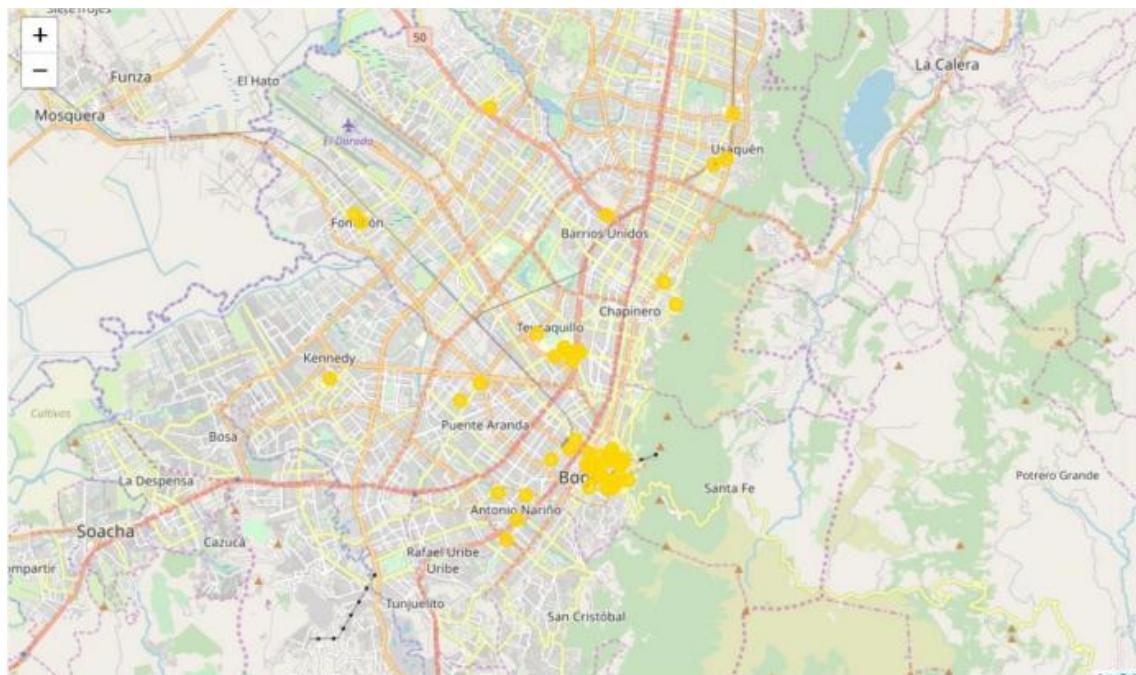 50
+
−
Funza
El Hato
La Calera
Mosquera
El Dorado
Usaquén
Barrios Unidos
Chapinero
Kennedy
Cultivos
Bosa
Puente Aranda
La Despensa
Santa Fe
Potrero Grande
Soacha
Cazucá
Antonio Nariño
Rafael Uribe
Uribe
Tunjuelito
San Cristóbal